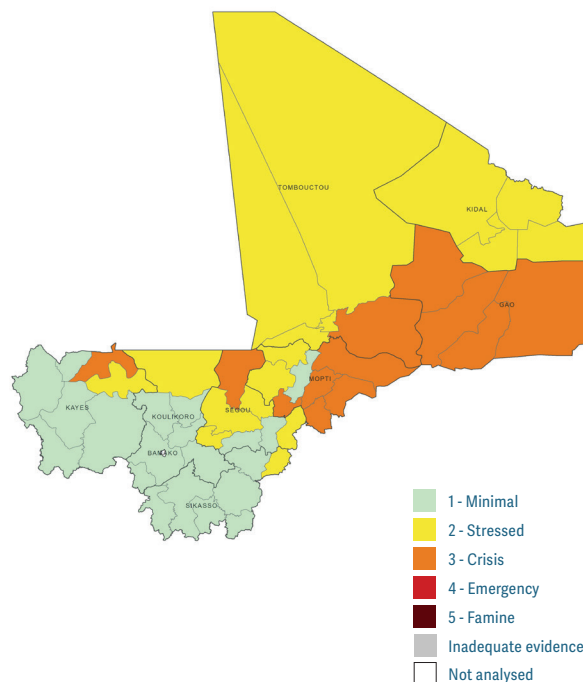 TOMBOUCTOU
KIDAL
GAO
MOPTI
KAYES
SEGOU
KOULIKORO
BAMAKO
SIKASSO
1 - Minimal
2 - Stressed
3 - Crisis
4 - Emergency
5 - Famine
Inadequate evidence
Not analysed